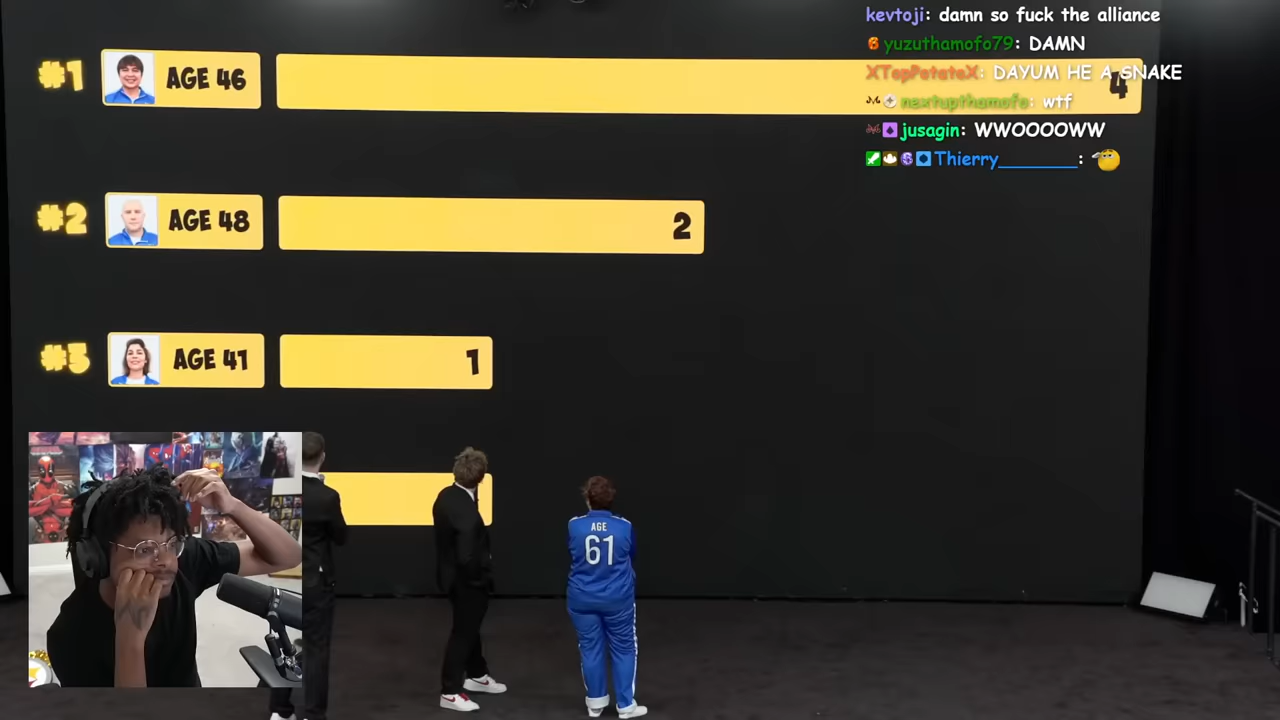 #1 AGE 46 4
#2 AGE 48 2
#3 AGE 41 1
AGE
61
kevtoji: damn so fuck the alliance
yuzuthamofo79: DAMN
XTopPotatoX: DAYUM HE A SNAKE
nextupthamofo: wtf
jusagin: WWOOOOWW
Thierry_______: